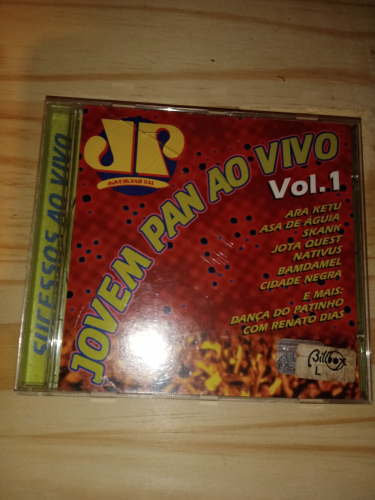 JP
SUCESSOS AO VIVO
JOVEM PAN AO VIVO
Vol.1
ARA KETU
ASA DE ÁGUIA
SKANK
JOTA QUEST
NATIVUS
BAMDAMEL
CIDADE NEGRA
E MAIS:
DANÇA DO PATINHO
COM RENATO DIAS
Billbox
L